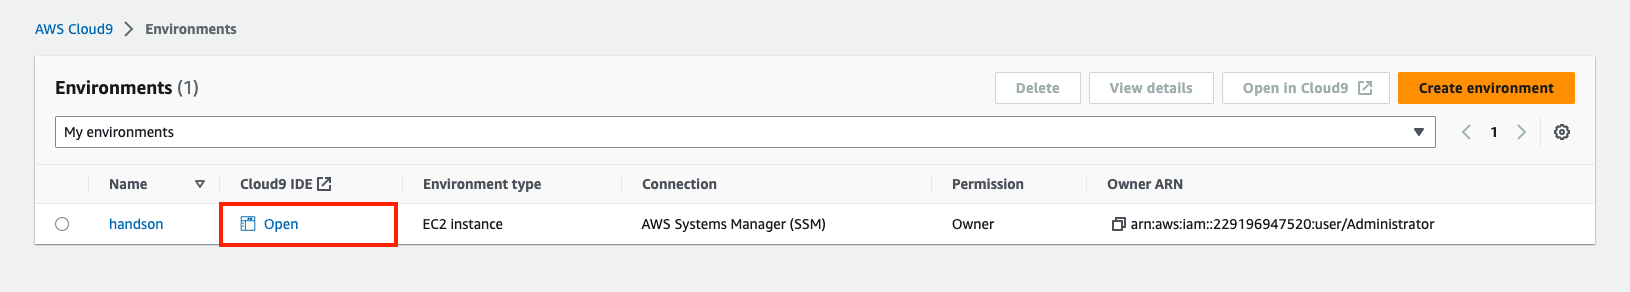 AWS Cloud9 > Environments
Environments (1)
Delete View details Open in Cloud9 Create environment
My environments
1
Name Cloud9 IDE Environment type Connection Permission Owner ARN
handson Open EC2 instance AWS Systems Manager (SSM) Owner arn:aws:iam::229196947520:user/Administrator